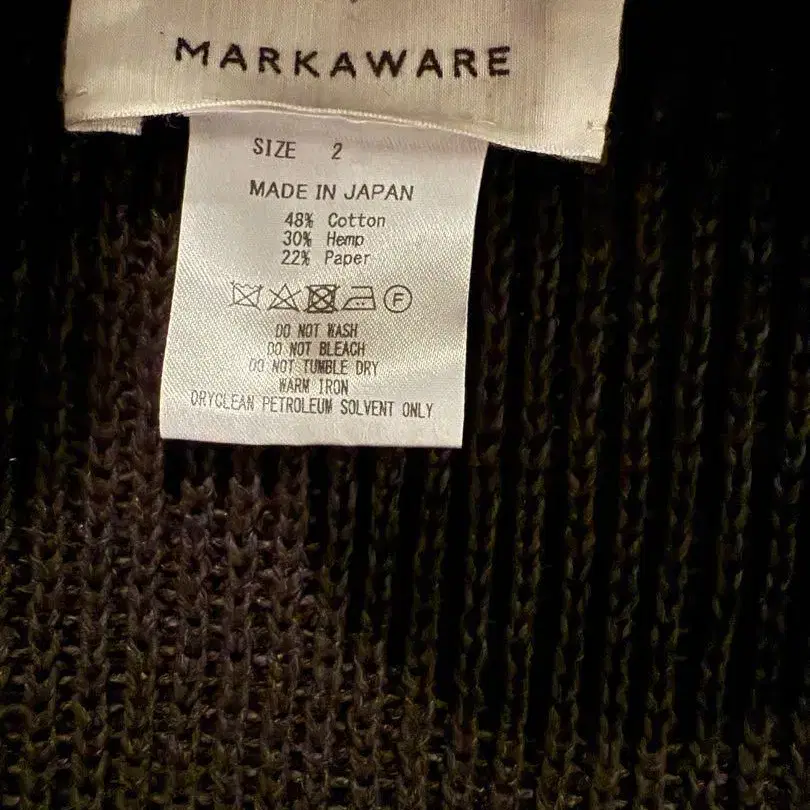 MARKAWARE
SIZE 2
MADE IN JAPAN
48% Cotton
30% Hemp
22% Paper
F
DO NOT WASH
DO NOT BLEACH
DO NOT TUMBLE DRY
WARM IRON
DRYCLEAN PETROLEUM SOLVENT ONLY